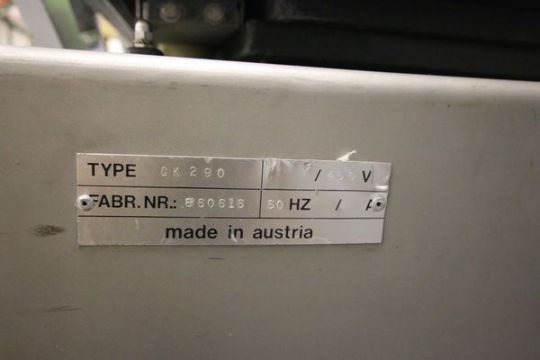 TYPE GK 290 / V
FABR. NR.: 860618 60 HZ / A
made in austria